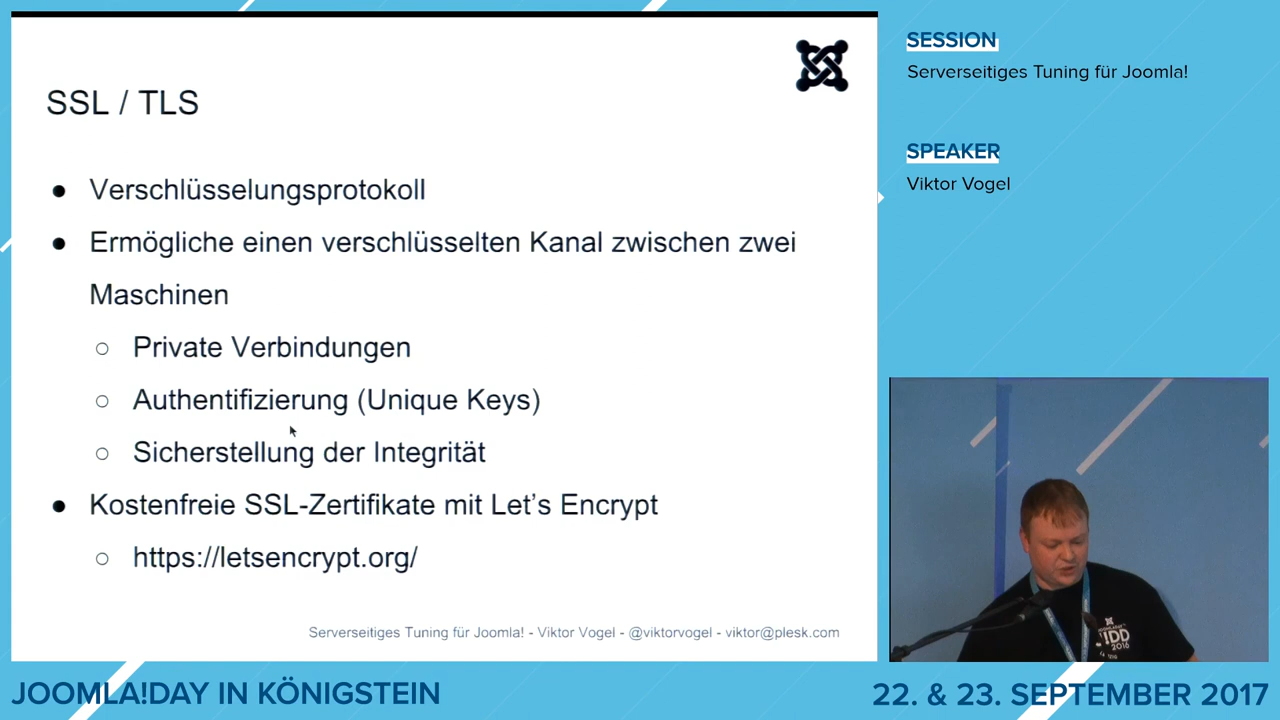 SSL / TLS
● Verschlüsselungsprotokoll
● Ermögliche einen verschlüsselten Kanal zwischen zwei
Maschinen
○ Private Verbindungen
○ Authentifizierung (Unique Keys)
○ Sicherstellung der Integrität
● Kostenfreie SSL-Zertifikate mit Let’s Encrypt
○ https://letsencrypt.org/
Serverseitiges Tuning für Joomla! - Viktor Vogel - @viktorvogel - viktor@plesk.com
SESSION
Serverseitiges Tuning für Joomla!
SPEAKER
Viktor Vogel
JDD
2016
JOOMLA!DAY IN KÖNIGSTEIN
22. & 23. SEPTEMBER 2017